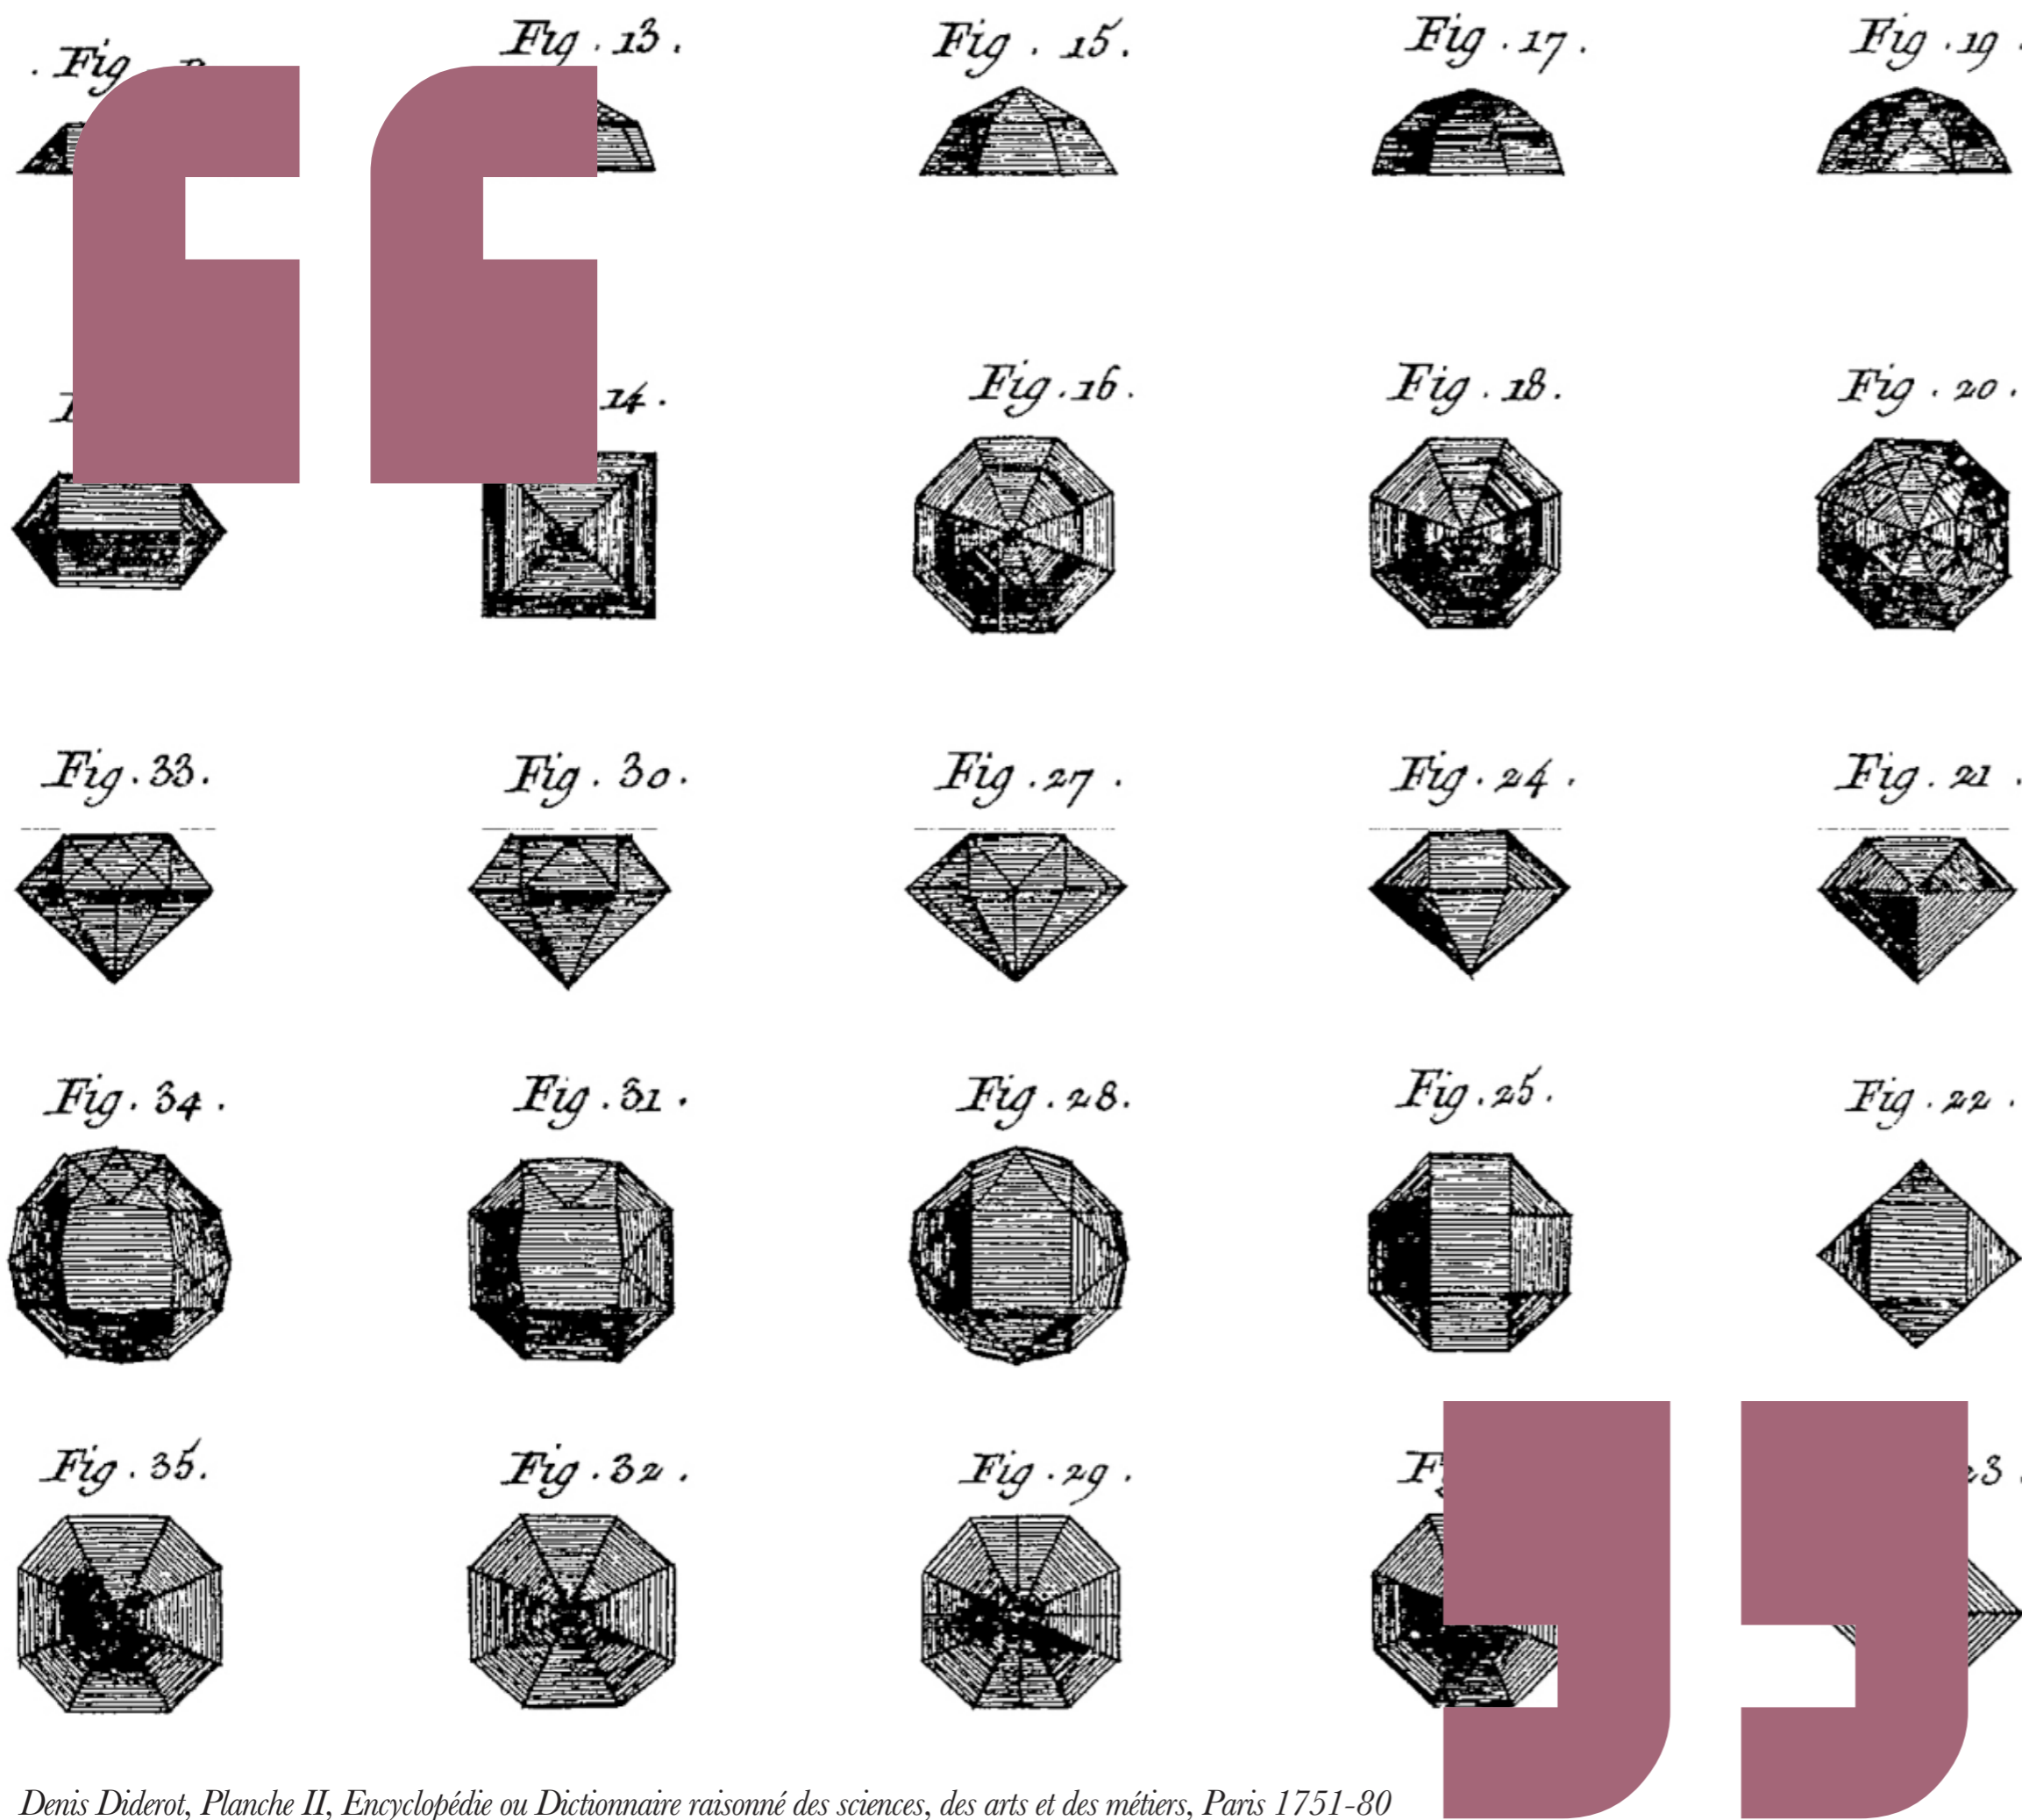 Fig. 13.
Fig. 15.
Fig. 17.
Fig. 19.
. Fig.
14.
Fig. 16.
Fig. 18.
Fig. 20.
Fig. 33.
Fig. 30.
Fig. 27.
Fig. 24.
Fig. 21.
Fig. 34.
Fig. 31.
Fig. 28.
Fig. 25.
Fig. 22.
Fig. 35.
Fig. 32.
Fig. 29.
23.
Denis Diderot, Planche II, Encyclopédie ou Dictionnaire raisonné des sciences, des arts et des métiers, Paris 1751-80